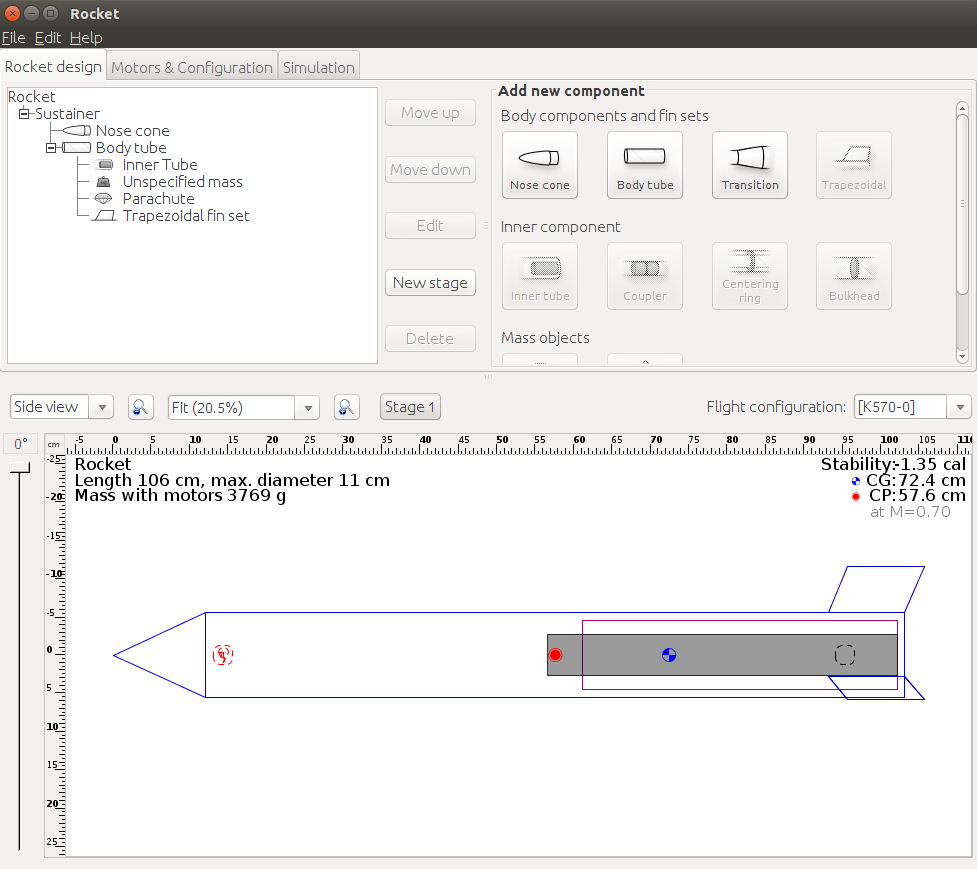 Rocket
File Edit Help
Rocket design Motors & Configuration Simulation
Rocket
Sustainer
Nose cone
Body tube
Inner Tube
Unspecified mass
Parachute
Trapezoidal fin set
Move up
Move down
Edit
New stage
Delete
Add new component
Body components and fin sets
Nose cone Body tube Transition Trapezoidal
Inner component
Inner tube Coupler Centering ring Bulkhead
Mass objects
Side view Fit (20.5%) Stage 1 Flight configuration: [K570-0]
0°
cm -5 0 5 10 15 20 25 30 35 40 45 50 55 60 65 70 75 80 85 90 95 100 105 110
-25
-20
-15
-10
-5
0
5
10
15
20
25
Rocket
Length 106 cm, max. diameter 11 cm
Mass with motors 3769 g
Stability:-1.35 cal
CG:72.4 cm
CP:57.6 cm
at M=0.70